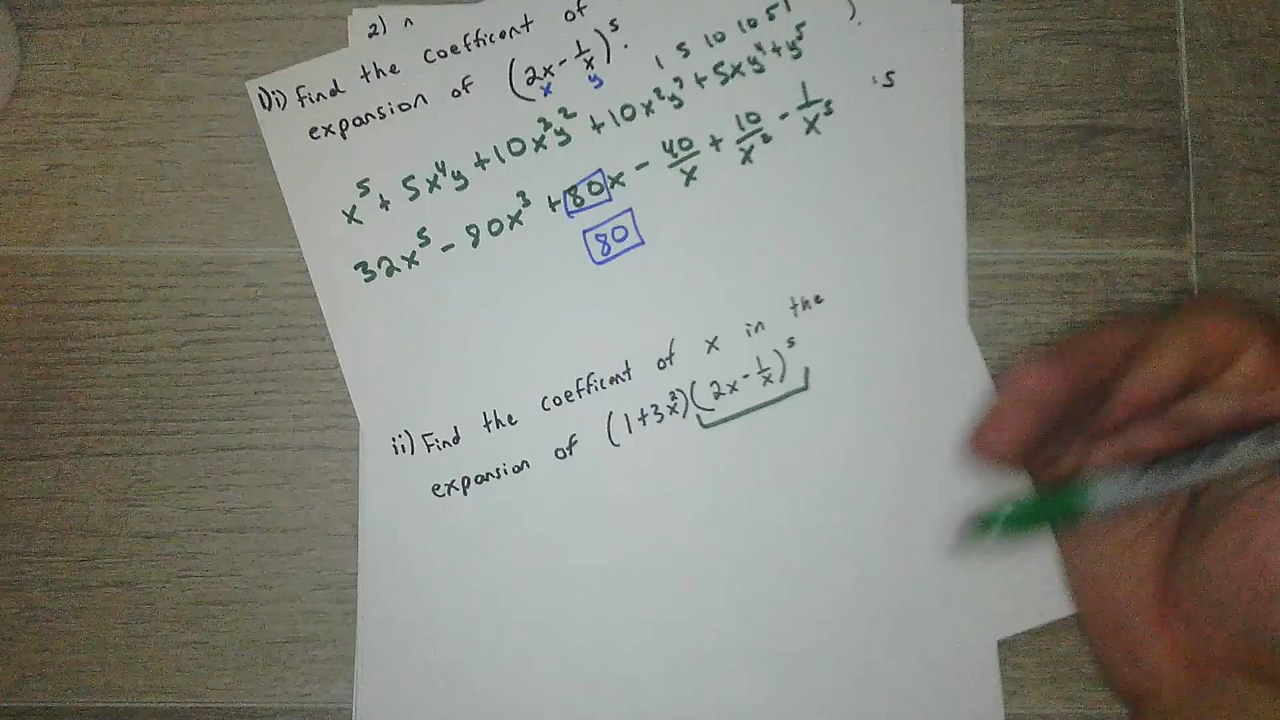 2)
1) i) Find the coefficent of
expansion of (2x - 1/x)^5.
x y
1 5 10 10 5 1
x^5 + 5x^4y + 10x^3y^2 + 10x^2y^3 + 5xy^4 + y^5
32x^5 - 80x^3 + 80x - 40/x + 10/x^3 - 1/x^5
80
ii) Find the coefficent of x in the
expansion of (1+3x^2)(2x - 1/x)^5